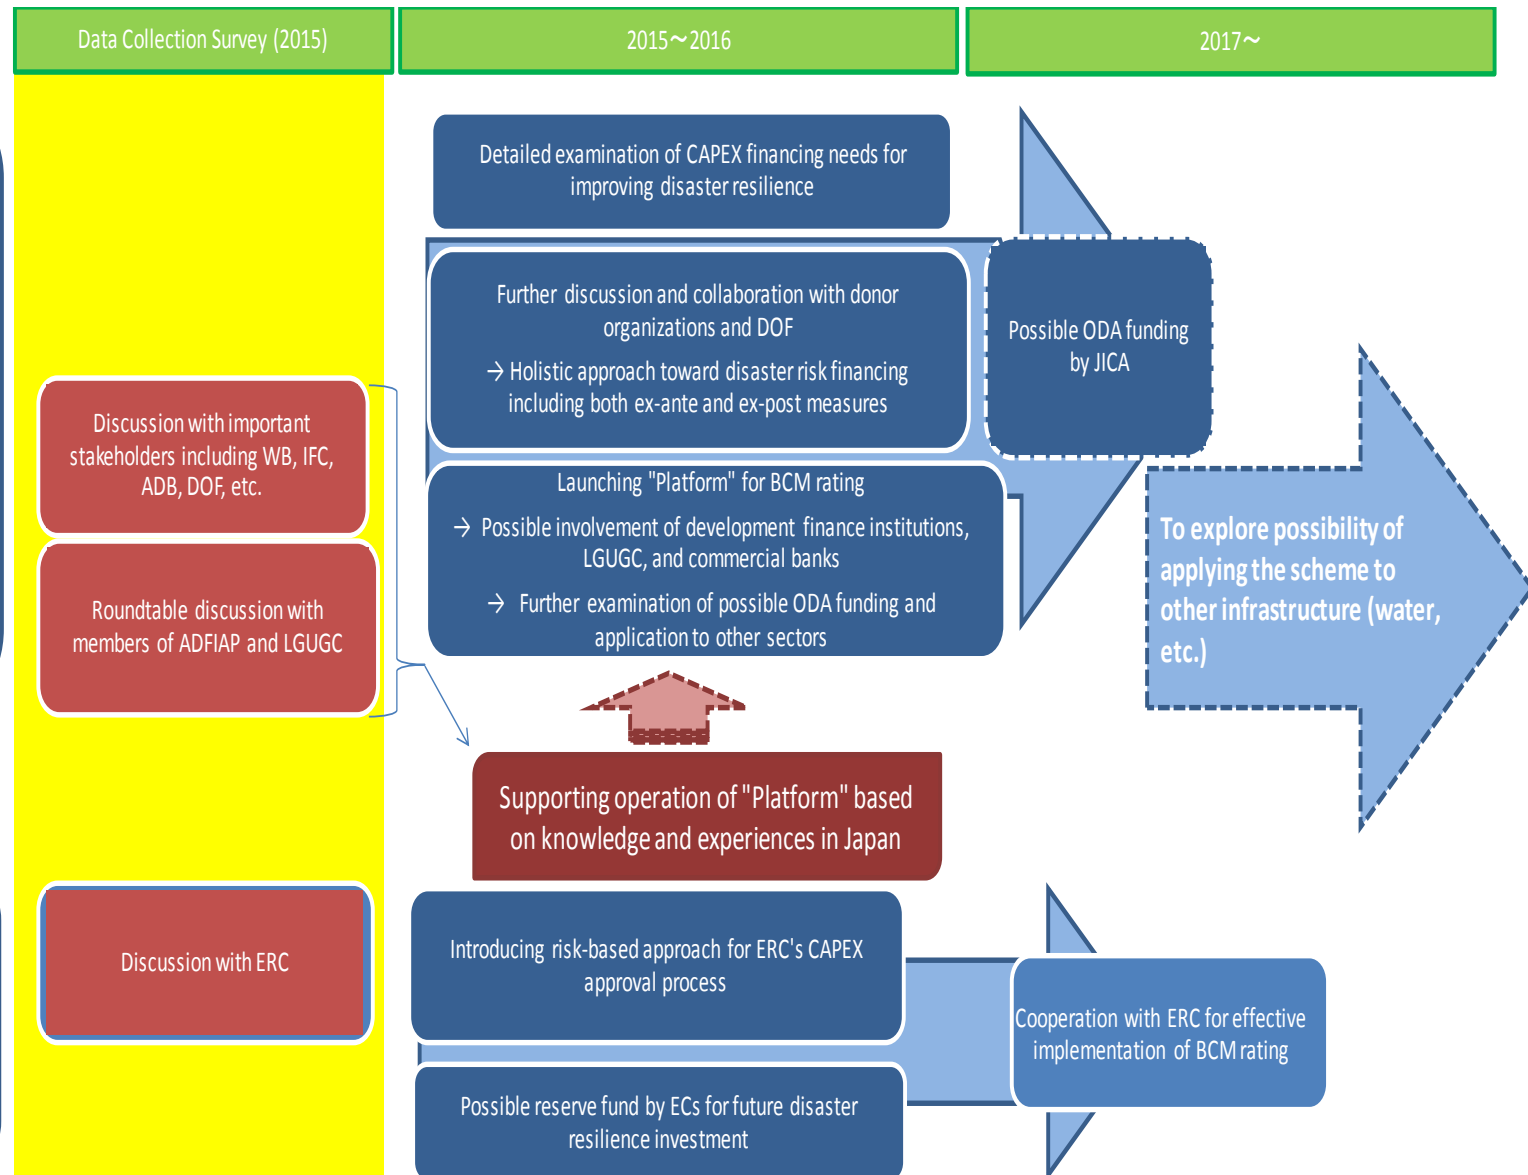 Data Collection Survey (2015)
2015～2016
2017～
Detailed examination of CAPEX financing needs for
improving disaster resilience
Further discussion and collaboration with donor
organizations and DOF
→ Holistic approach toward disaster risk financing
including both ex-ante and ex-post measures
Possible ODA funding
by JICA
Discussion with important
stakeholders including WB, IFC,
ADB, DOF, etc.
Launching "Platform" for BCM rating
→ Possible involvement of development finance institutions,
LGUGC, and commercial banks
→ Further examination of possible ODA funding and
application to other sectors
Roundtable discussion with
members of ADFIAP and LGUGC
To explore possibility of
applying the scheme to
other infrastructure (water,
etc.)
Supporting operation of "Platform" based
on knowledge and experiences in Japan
Discussion with ERC
Introducing risk-based approach for ERC's CAPEX
approval process
Cooperation with ERC for effective
implementation of BCM rating
Possible reserve fund by ECs for future disaster
resilience investment